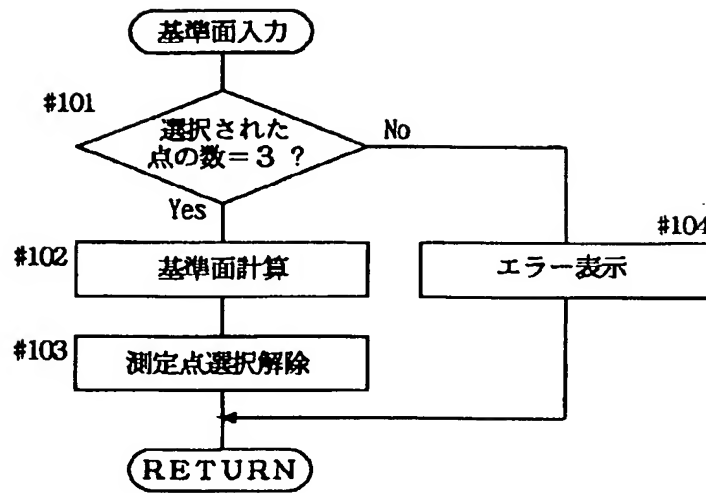 基準面入力
#101
選択された
点の数=3 ?
No
Yes
#104
#102
基準面計算
エラー表示
#103
測定点選択解除
RETURN